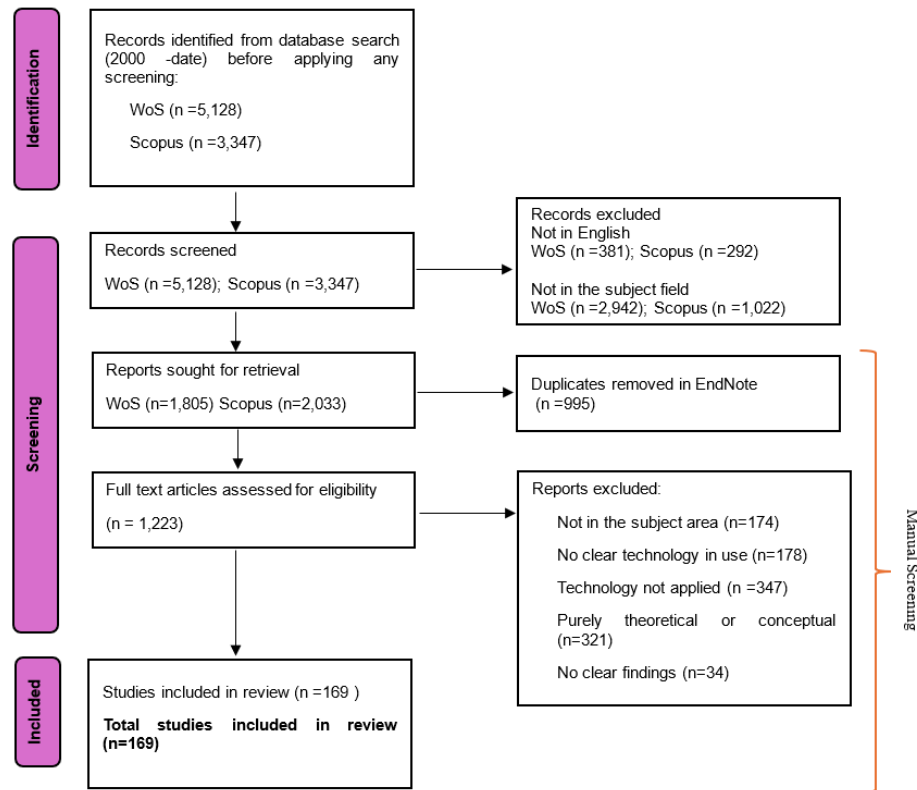 Identification
Records identified from database search
(2000 -date) before applying any
screening:
WoS (n =5,128)
Scopus (n =3,347)
Screening
Records screened
WoS (n =5,128); Scopus (n =3,347)
Records excluded
Not in English
WoS (n =381); Scopus (n =292)
Not in the subject field
WoS (n =2,942); Scopus (n =1,022)
Reports sought for retrieval
WoS (n=1,805) Scopus (n=2,033)
Duplicates removed in EndNote
(n =995)
Full text articles assessed for eligibility
(n = 1,223)
Reports excluded:
Not in the subject area (n=174)
No clear technology in use (n=178)
Technology not applied (n =347)
Purely theoretical or conceptual
(n=321)
No clear findings (n=34)
Manual Screening
Included
Studies included in review (n =169 )
Total studies included in review
(n=169)